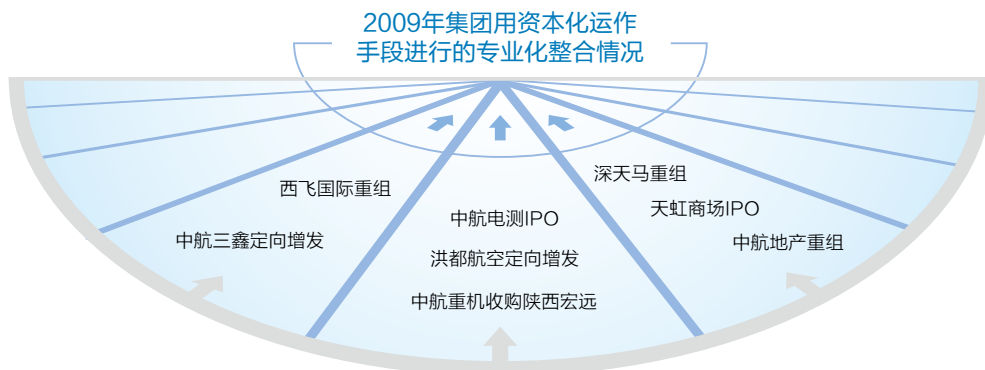 2009年集团用资本化运作
手段进行的专业化整合情况
西飞国际重组
中航三鑫定向增发
中航电测IPO
洪都航空定向增发
中航重机收购陕西宏远
深天马重组
天虹商场IPO
中航地产重组